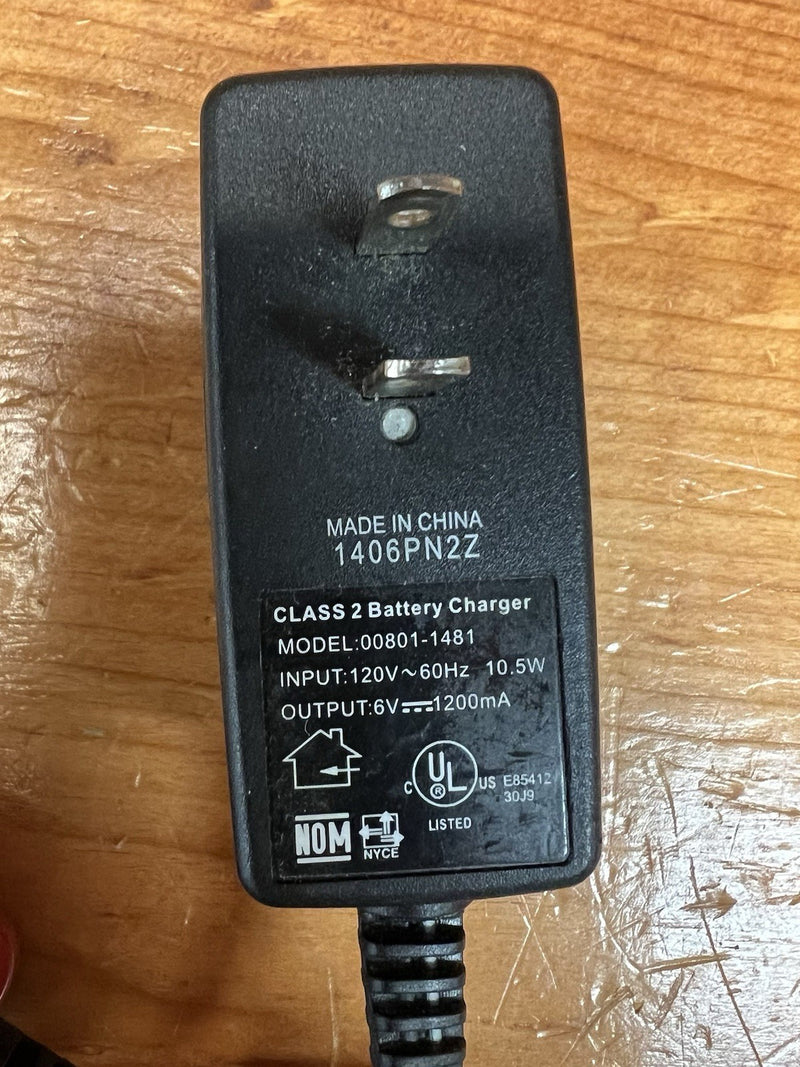 MADE IN CHINA
1406PN2Z
CLASS 2 Battery Charger
MODEL:00801-1481
INPUT:120V~60Hz 10.5W
OUTPUT:6V⎓1200mA
C UL ® US E85412
30J9
LISTED
NOM
NYCE